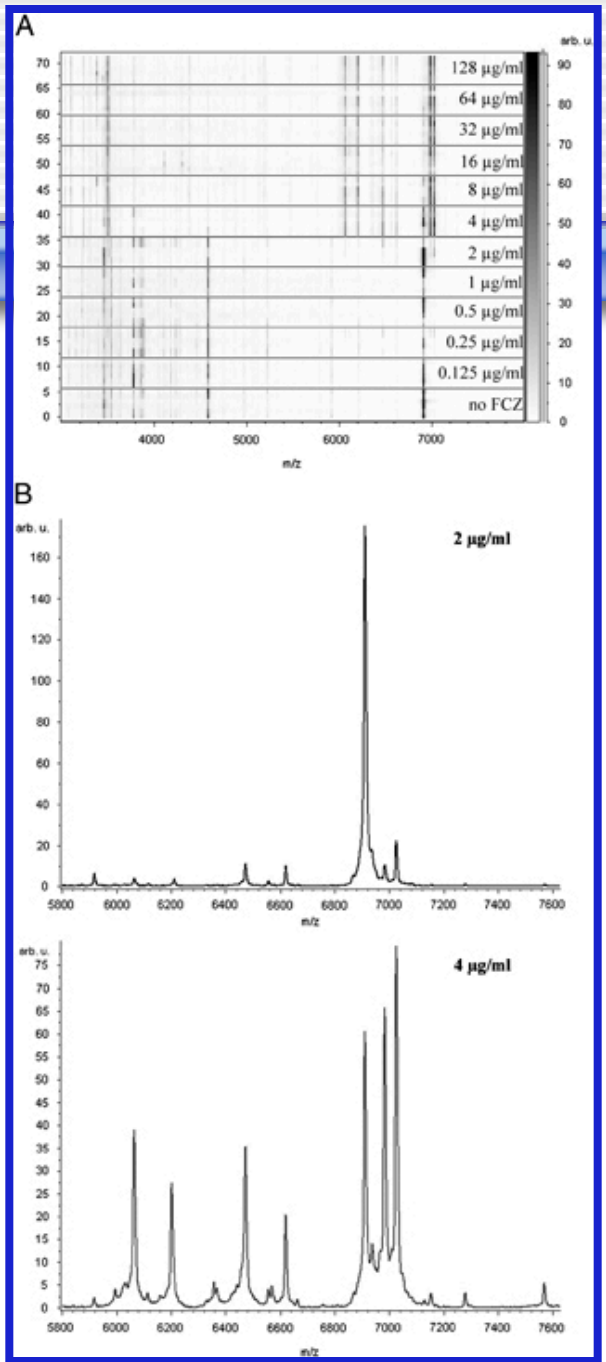 A
arb. u.
70
65
60
55
50
45
40
35
30
25
20
15
10
5
0
128 µg/ml
64 µg/ml
32 µg/ml
16 µg/ml
8 µg/ml
4 µg/ml
2 µg/ml
1 µg/ml
0.5 µg/ml
0.25 µg/ml
0.125 µg/ml
no FCZ
90
80
70
60
50
40
30
20
10
0
4000 5000 6000 7000
m/z
B
arb. u.
2 µg/ml
160
140
120
100
80
60
40
20
0
5800 6000 6200 6400 6600 6800 7000 7200 7400 7600
m/z
arb. u.
4 µg/ml
75
70
65
60
55
50
45
40
35
30
25
20
15
10
5
0
5800 6000 6200 6400 6600 6800 7000 7200 7400 7600
m/z